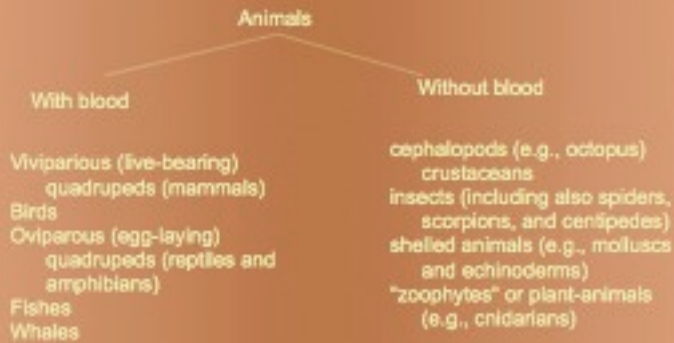 Animals
With blood
Viviparious (live-bearing)
quadrupeds (mammals)
Birds
Oviparous (egg-laying)
quadrupeds (reptiles and
amphibians)
Fishes
Whales
Without blood
cephalopods (e.g., octopus)
crustaceans
insects (including also spiders,
scorpions, and centipedes)
shelled animals (e.g., molluscs
and echinoderms)
"zoophytes" or plant-animals
(e.g., cnidarians)